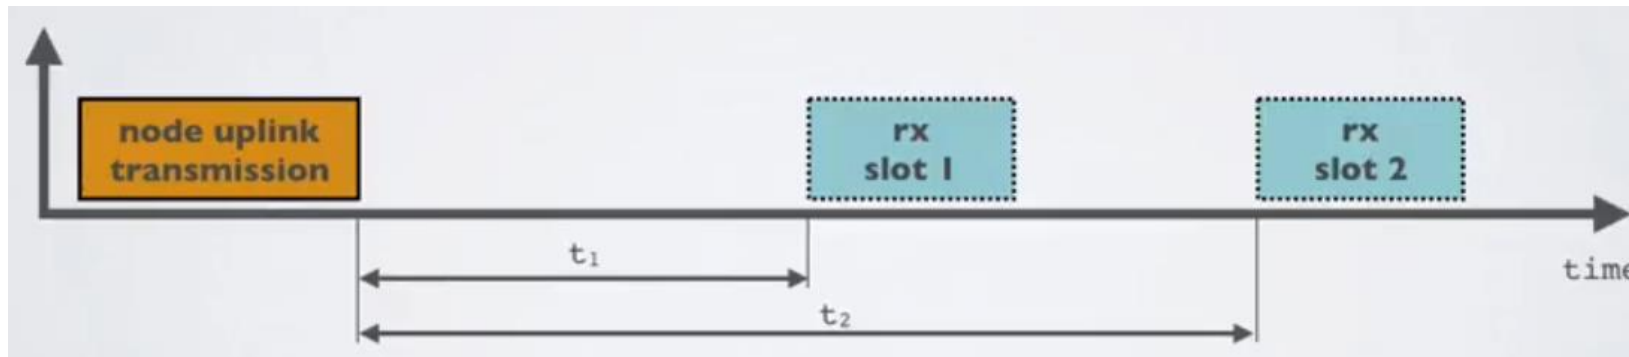 node uplink
transmission
rx
slot 1
rx
slot 2
t₁
t₂
time